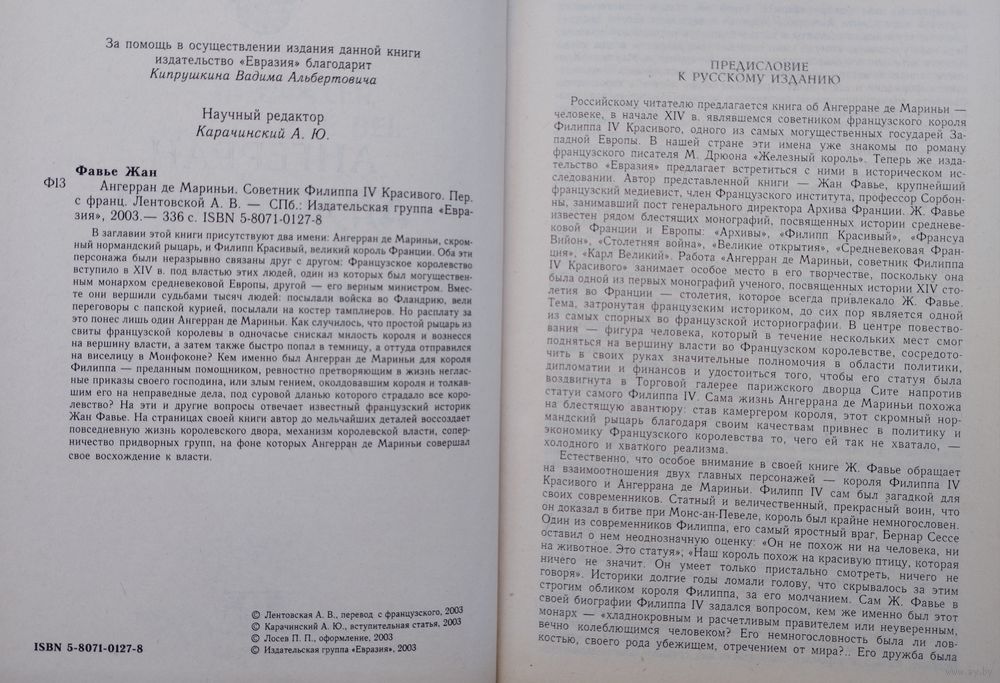 За помощь в осуществлении издания данной книги
издательство «Евразия» благодарит
Кипрушкина Вадима Альбертовича
Научный редактор
Карачинский А. Ю.
Фавье Жан
Ф13
Ангерран де Мариньи. Советник Филиппа IV Красивого. Пер.
с франц. Лентовской А. В. — СПб.: Издательская группа «Евра-
зия», 2003.— 336 с. ISBN 5-8071-0127-8
В заглавии этой книги присутствуют два имени: Ангерран де Мариньи, скром-
ный нормандский рыцарь, и Филипп Красивый, великий король Франции. Оба эти
персонажа были неразрывно связаны друг с другом: Французское королевство
вступило в XIV в. под властью этих людей, один из которых был могуществен-
ным монархом средневековой Европы, другой — его верным министром. Вмес-
те они вершили судьбами тысяч людей: посылали войска во Фландрию, вели
переговоры с папской курией, посылали на костер тамплиеров. Но расплату за
это понес лишь один Ангерран де Мариньи. Как случилось, что простой рыцарь из
свиты французской королевы в одночасье снискал милость короля и вознесся
на вершину власти, а затем также быстро попал в темницу, а оттуда отправился
на виселицу в Монфоконе? Кем именно был Ангерран де Мариньи для короля
Филиппа — преданным помощником, ревностно претворяющим в жизнь неглас-
ные приказы своего господина, или злым гением, околдовавшим короля и толкав-
шим его на неправедные дела, под суровой дланью которого страдало все коро-
левство? На эти и другие вопросы отвечает известный французский историк
Жан Фавье. На страницах своей книги автор до мельчайших деталей воссоздает
повседневную жизнь королевского двора, механизм королевской власти, сопер-
ничество придворных групп, на фоне которых Ангерран де Мариньи совершал
свое восхождение к власти.
© Лентовская А. В., перевод с французского, 2003
© Карачинский А. Ю., вступительная статья, 2003
© Лосев П. П., оформление, 2003
© Издательская группа «Евразия», 2003
ISBN 5-8071-0127-8
ПРЕДИСЛОВИЕ
К РУССКОМУ ИЗДАНИЮ
Российскому читателю предлагается книга об Ангерране де Мариньи —
человеке, в начале XIV в. являвшемся советником французского короля
Филиппа IV Красивого, одного из самых могущественных государей За-
падной Европы. В нашей стране эти имена уже знакомы по роману
французского писателя М. Дрюона «Железный король». Теперь же изда-
тельство «Евразия» предлагает встретиться с ними в историческом ис-
следовании. Автор представленной книги — Жан Фавье, крупнейший
французский медиевист, член Французского института, профессор Сорбон-
ны, занимавший пост генерального директора Архива Франции. Ж. Фавье
известен рядом блестящих монографий, посвященных истории средневе-
ковой Франции и Европы: «Архивы», «Филипп Красивый», «Франсуа
Вийон», «Столетняя война», «Великие открытия», «Средневековая Фран-
ция», «Карл Великий». Работа «Ангерран де Мариньи, советник Филиппа
IV Красивого» занимает особое место в его творчестве, поскольку она
была одной из первых монографий ученого, посвященных истории XIV сто-
летия во Франции — столетия, которое всегда привлекало Ж. Фавье.
Тема, затронутая французским историком, до сих пор является одной
из самых спорных во французской историографии. В центре повество-
вания — фигура человека, который в течение нескольких мест смог
подняться на вершину власти во Французском королевстве, сосредото-
чить в своих руках значительные полномочия в области политики,
дипломатии и финансов и удостоиться того, чтобы его статуя была
воздвигнута в Торговой галерее парижского дворца Сите напротив
статуи самого Филиппа IV. Сама жизнь Ангеррана де Мариньи похожа
на блестящую авантюру: став камергером короля, этот скромный нор-
мандский рыцарь благодаря своим качествам привнес в политику и
экономику Французского королевства то, чего ей так не хватало, —
холодного и хваткого реализма.
Естественно, что особое внимание в своей книге Ж. Фавье обращает
на взаимоотношения двух главных персонажей — короля Филиппа IV
Красивого и Ангеррана де Мариньи. Филипп IV сам был загадкой для
своих современников. Статный и величественный, прекрасный воин, что
он доказал в битве при Монс-ан-Певеле, король был крайне немногословен.
Один из современников Филиппа, его самый яростный враг, Бернар Сессе
оставил о нем неоднозначную оценку: «Он не похож ни на человека, ни
на животное. Это статуя»; «Наш король похож на красивую птицу, которая
ничего не значит. Он умеет только пристально смотреть, ничего не
говоря». Историки долгие годы ломали голову, что скрывалось за этим
строгим обликом короля Филиппа, за его молчанием. Сам Ж. Фавье в
своей биографии Филиппа IV задался вопросом, кем же именно был этот
монарх — «хладнокровным и расчетливым правителем или неуверенным,
вечно колеблющимся человеком? Его немногословность была ли лов-
костью, своего рода убежищем, отречением от мира?.. Его дружба была
www.ay.by